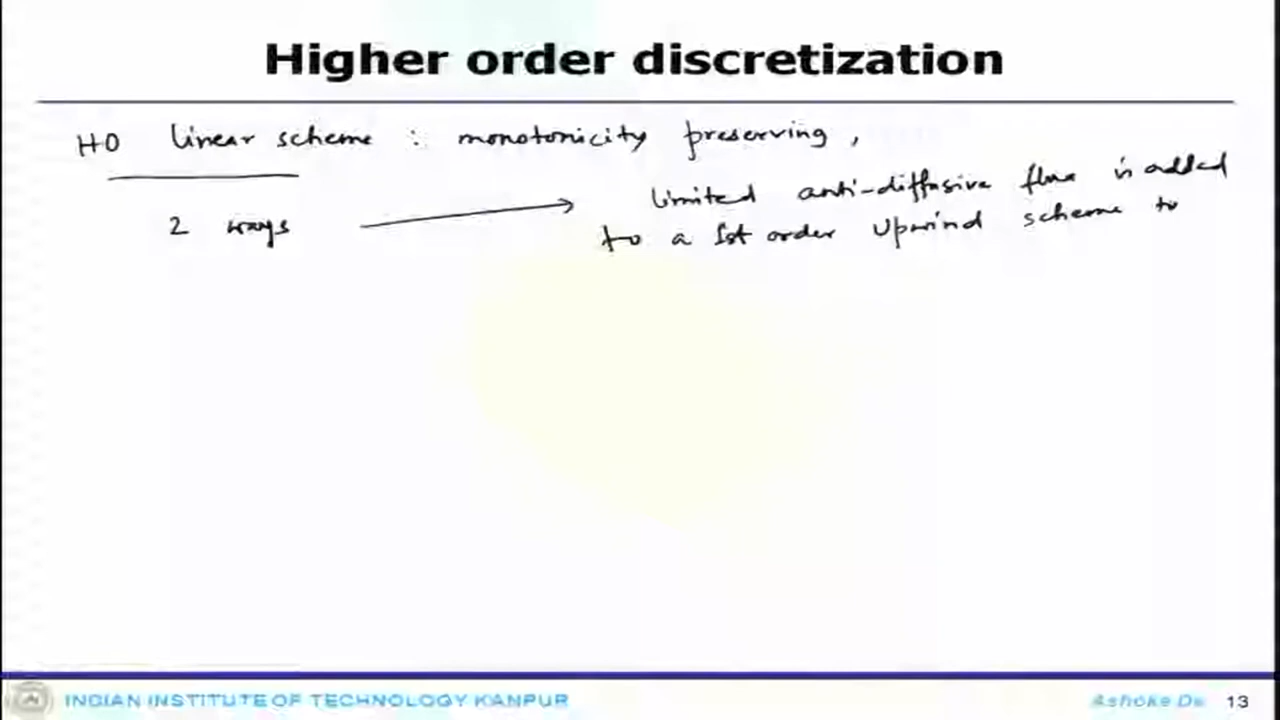 Higher order discretization
HO linear scheme : monotonicity preserving ,
2 ways → limited anti-diffusive flux is added
to a 1st order upwind scheme to
INDIAN INSTITUTE OF TECHNOLOGY KANPUR
Ashoke De 13